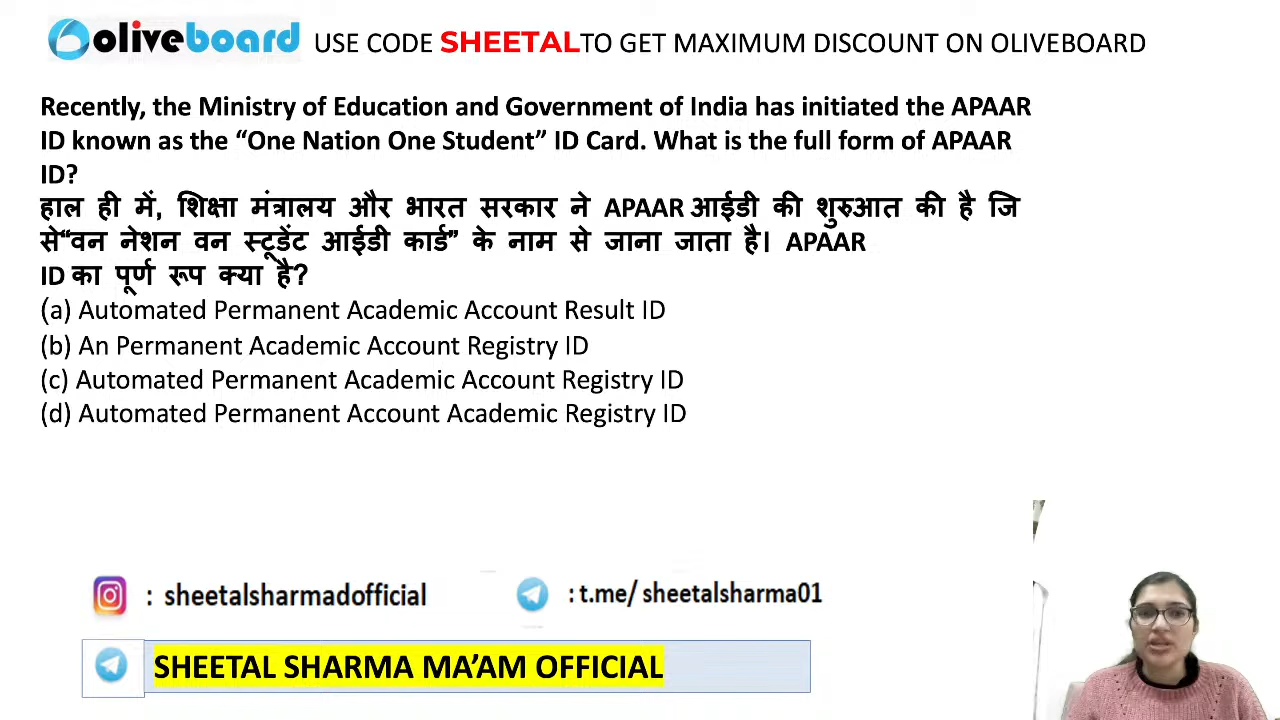 oliveboard USE CODE SHEETAL TO GET MAXIMUM DISCOUNT ON OLIVEBOARD
Recently, the Ministry of Education and Government of India has initiated the APAAR
ID known as the “One Nation One Student” ID Card. What is the full form of APAAR
ID?
हाल ही में, शिक्षा मंत्रालय और भारत सरकार ने APAAR आईडी की शुरुआत की है जि
से“वन नेशन वन स्टूडेंट आईडी कार्ड” के नाम से जाना जाता है। APAAR
ID का पूर्ण रूप क्या है?
(a) Automated Permanent Academic Account Result ID
(b) An Permanent Academic Account Registry ID
(c) Automated Permanent Academic Account Registry ID
(d) Automated Permanent Account Academic Registry ID
: sheetalsharmadofficial : t.me/ sheetalsharma01
SHEETAL SHARMA MA’AM OFFICIAL